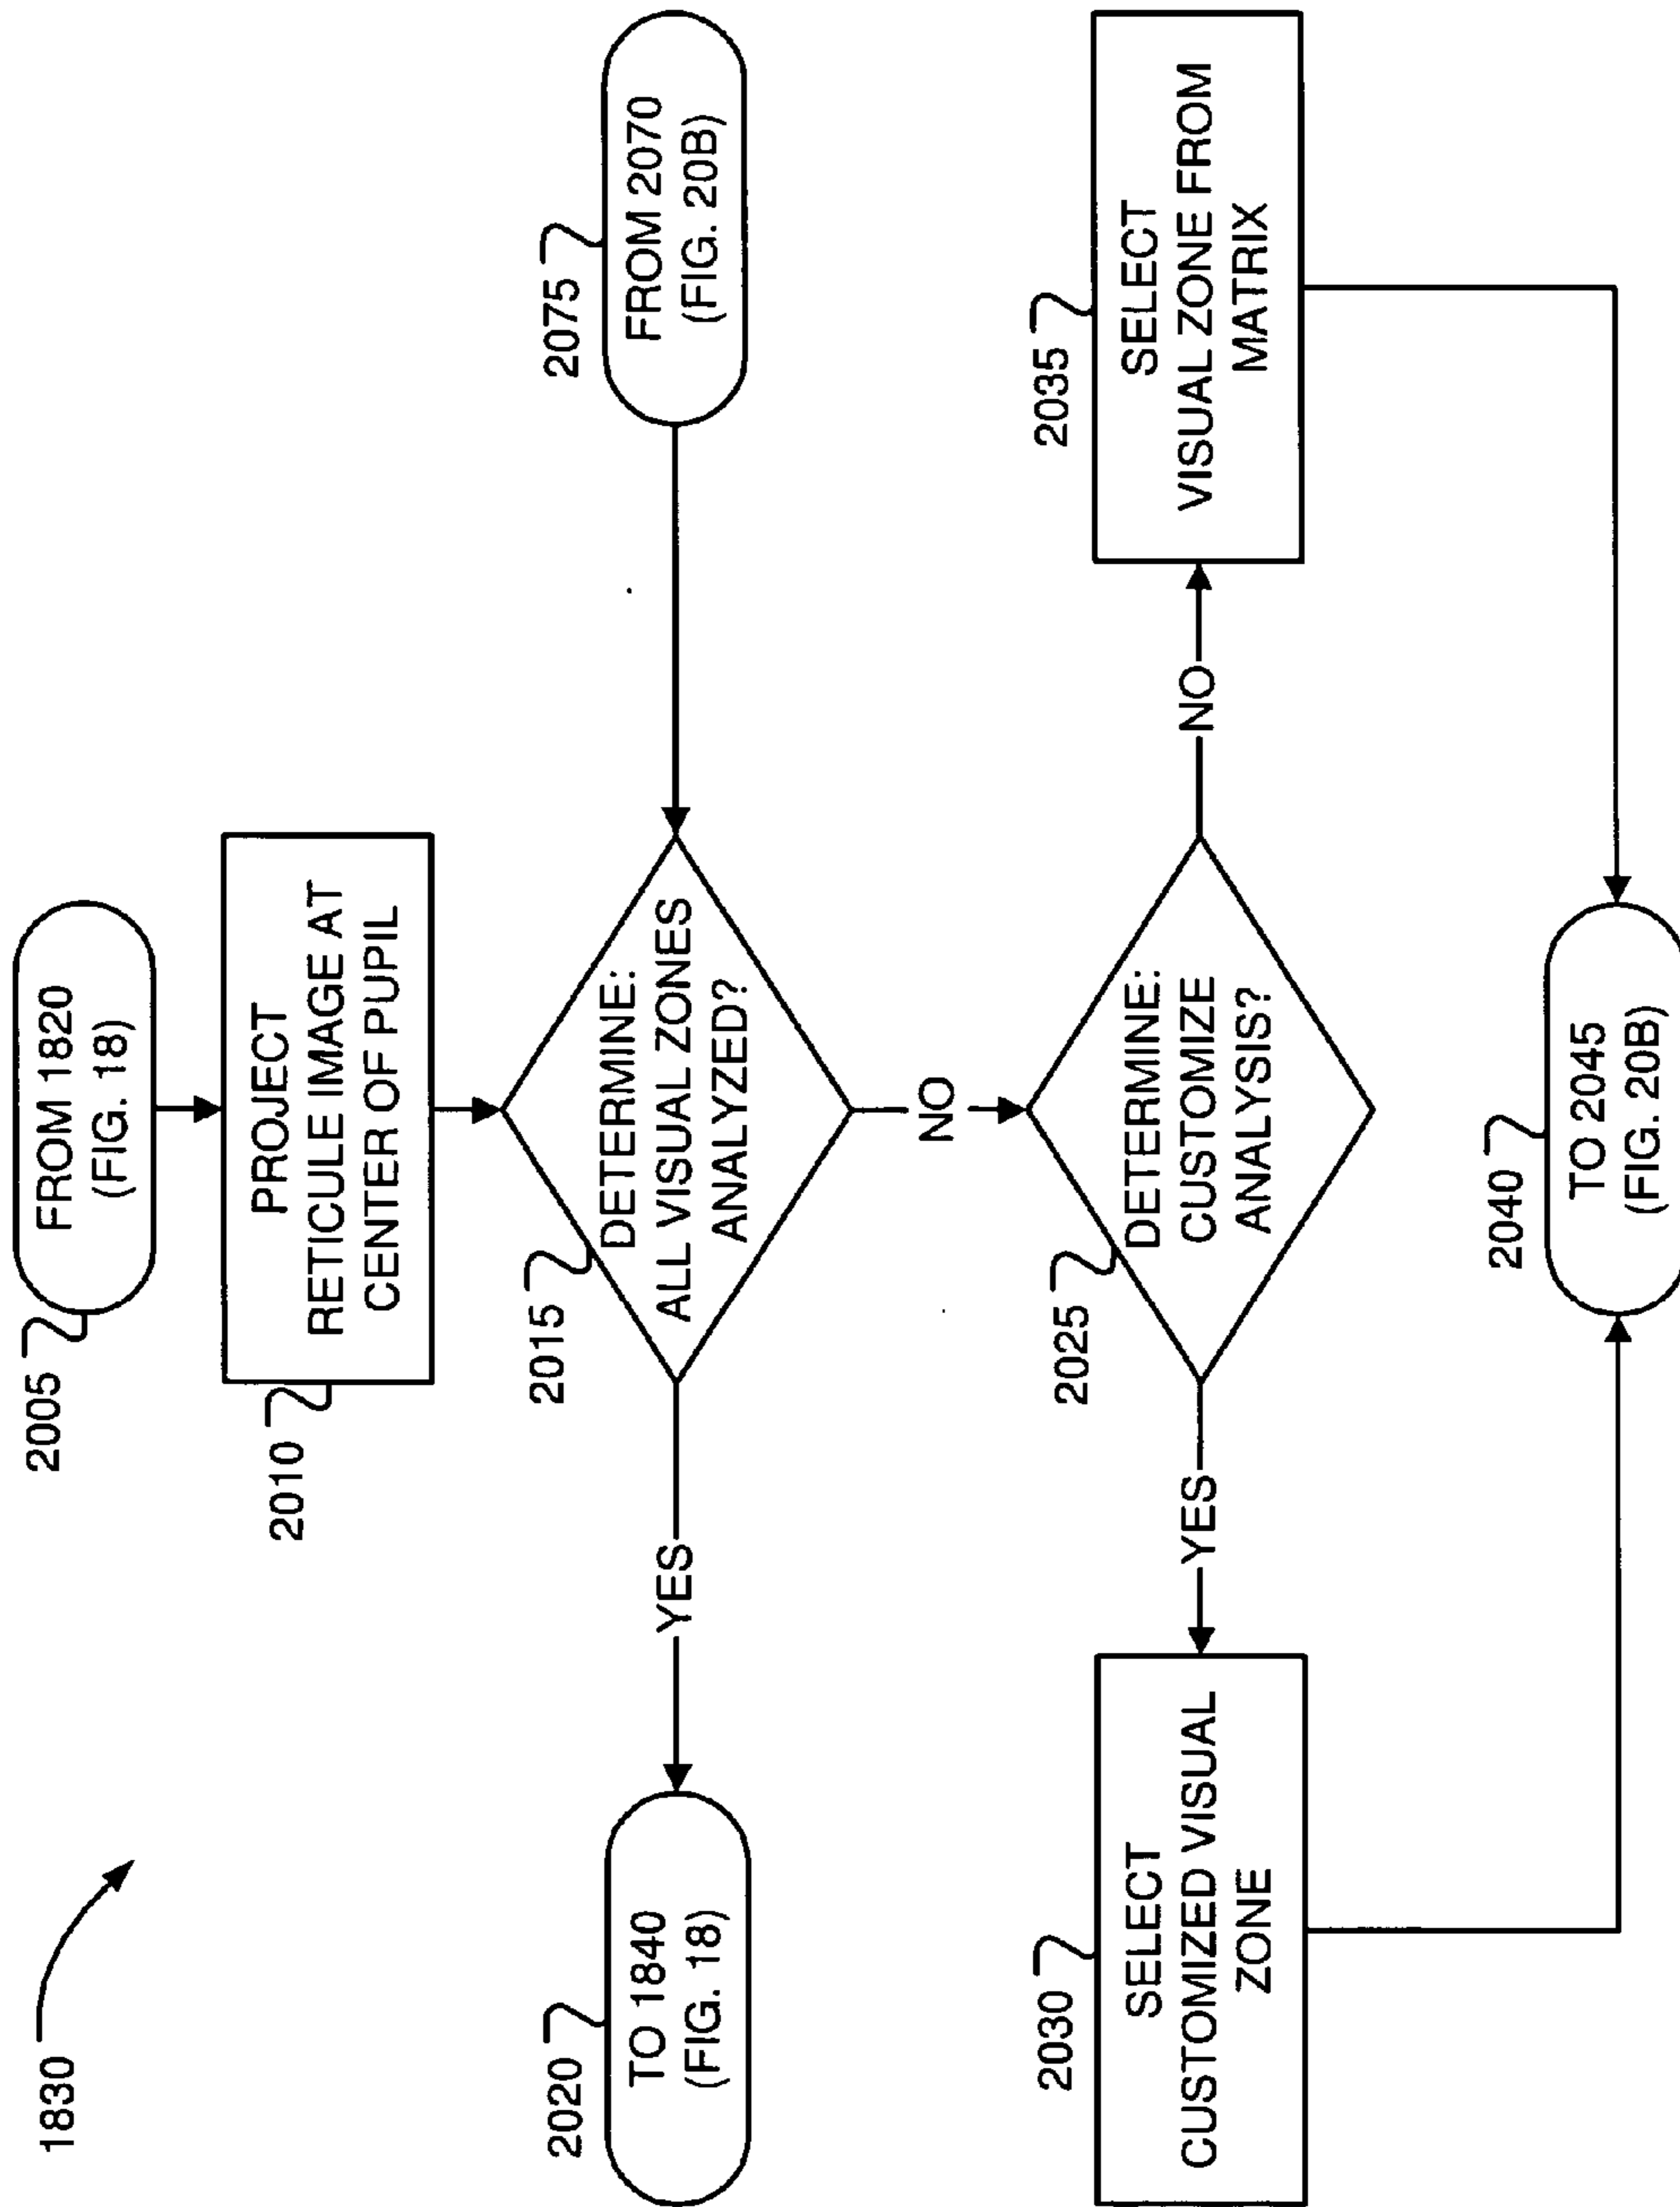 1830
2005
FROM 1820
(FIG. 18)
2010
PROJECT
RETICULE IMAGE AT
CENTER OF PUPIL
2015
DETERMINE:
ALL VISUAL ZONES
ANALYZED?
2075
FROM 2070
(FIG. 20B)
YES
2020
TO 1840
(FIG. 18)
NO
2025
DETERMINE:
CUSTOMIZE
ANALYSIS?
YES
2030
SELECT
CUSTOMIZED VISUAL
ZONE
NO
2035
SELECT
VISUAL ZONE FROM
MATRIX
2040
TO 2045
(FIG. 20B)